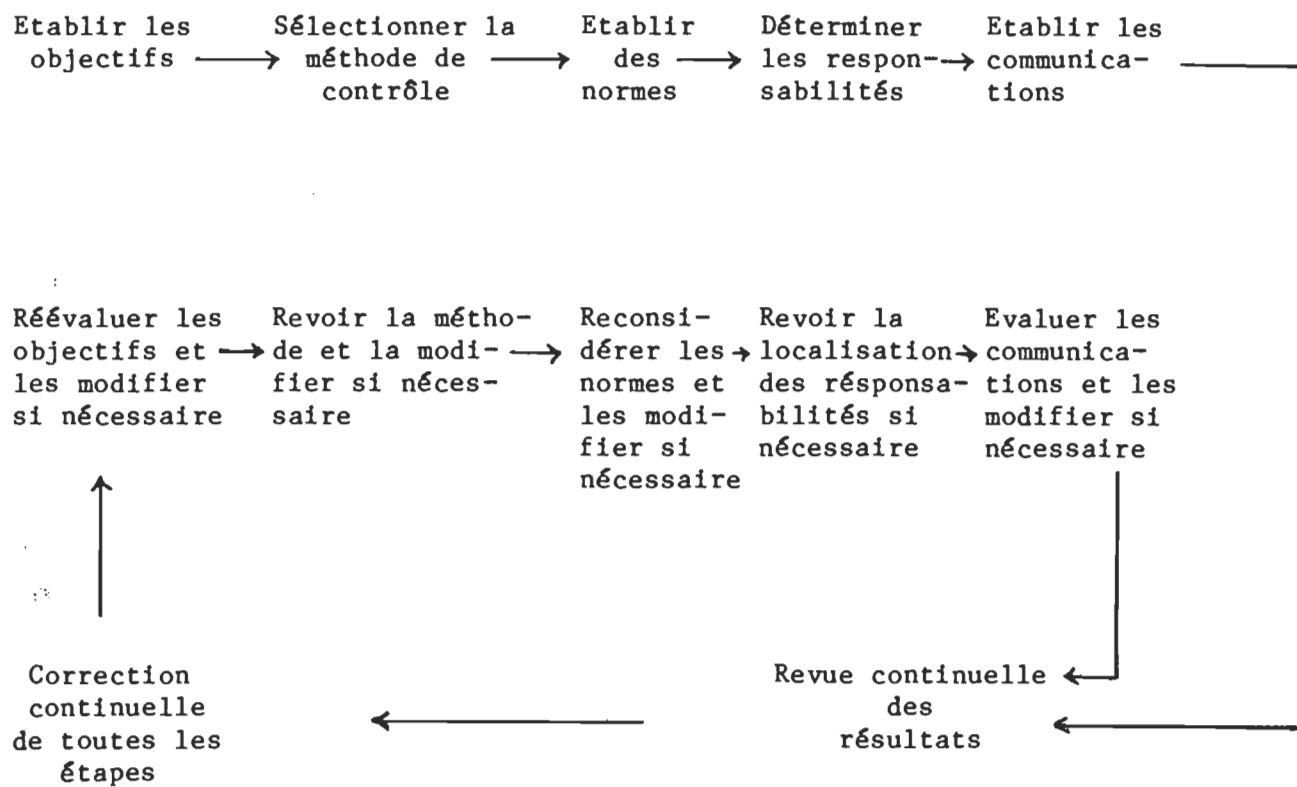 Etablir les
objectifs
Sélectionner la
méthode de
contrôle
Etablir
des
normes
Déterminer
les respon-
sabilités
Etablir les
communica-
tions
Réévaluer les
objectifs et
les modifier
si nécessaire
Revoir la métho-
de et la modi-
fier si néces-
saire
Reconsi-
dérer les
normes et
les modi-
fier si
nécessaire
Revoir la
localisation
des résponsa-
bilités si
nécessaire
Evaluer les
communica-
tions et les
modifier si
nécessaire
Correction
continuelle
de toutes les
étapes
Revue continuelle
des
résultats